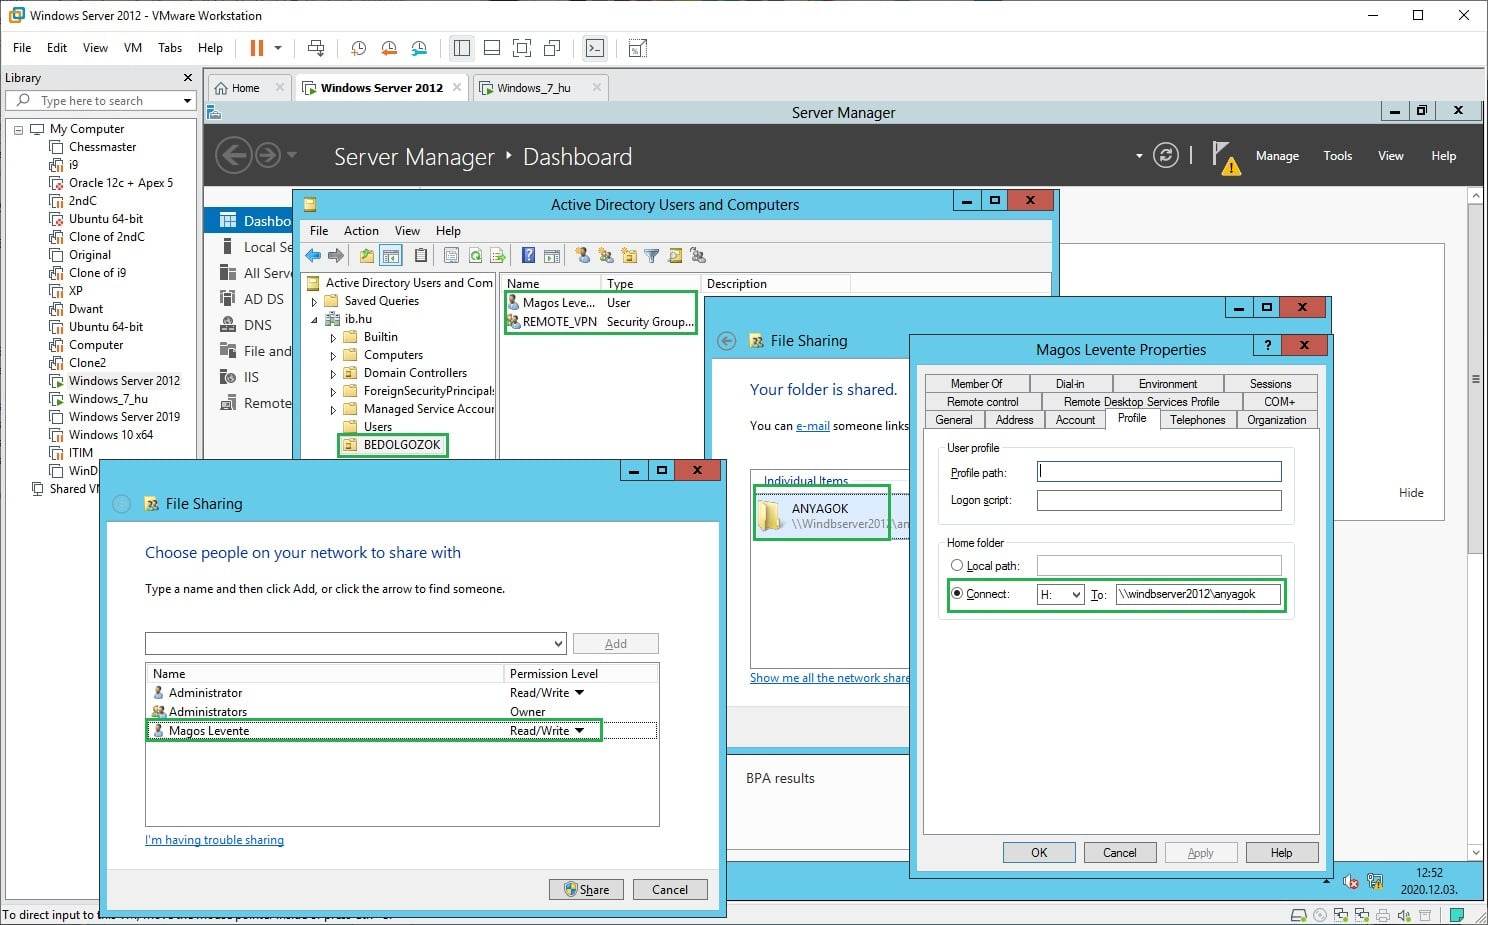 Windows Server 2012 - VMware Workstation
File Edit View VM Tabs Help
Library
Type here to search
My Computer
Chessmaster
i9
Oracle 12c + Apex 5
2ndC
Ubuntu 64-bit
Clone of 2ndC
Original
Clone of i9
XP
Dwant
Ubuntu 64-bit
Computer
Clone2
Windows Server 2012
Windows_7_hu
Windows Server 2019
Windows 10 x64
ITIM
WinD
Shared VM
Home Windows Server 2012 Windows_7_hu
Server Manager
Server Manager Dashboard
Manage Tools View Help
Dashbo
Local Se
All Serve
AD DS
DNS
File and
IIS
Remote
Hide
BPA results
Active Directory Users and Computers
File Action View Help
Active Directory Users and Com
Saved Queries
ib.hu
Builtin
Computers
Domain Controllers
ForeignSecurityPrincipals
Managed Service Accour
Users
BEDOLGOZOK
Name Type Description
Magos Leve... User
REMOTE_VPN Security Group...
File Sharing
Your folder is shared.
You can e-mail someone links
Individual Items
ANYAGOK
\\Windbserver2012\an
Show me all the network share
File Sharing
Choose people on your network to share with
Type a name and then click Add, or click the arrow to find someone.
Add
Name Permission Level
Administrator Read/Write
Administrators Owner
Magos Levente Read/Write
I'm having trouble sharing
Share Cancel
Magos Levente Properties
?
Member Of Dial-in Environment Sessions
Remote control Remote Desktop Services Profile COM+
General Address Account Profile Telephones Organization
User profile
Profile path:
Logon script:
Home folder
Local path:
Connect: H: To: \\windbserver2012\anyagok
OK Cancel Apply Help
12:52
2020.12.03.
To direct input to